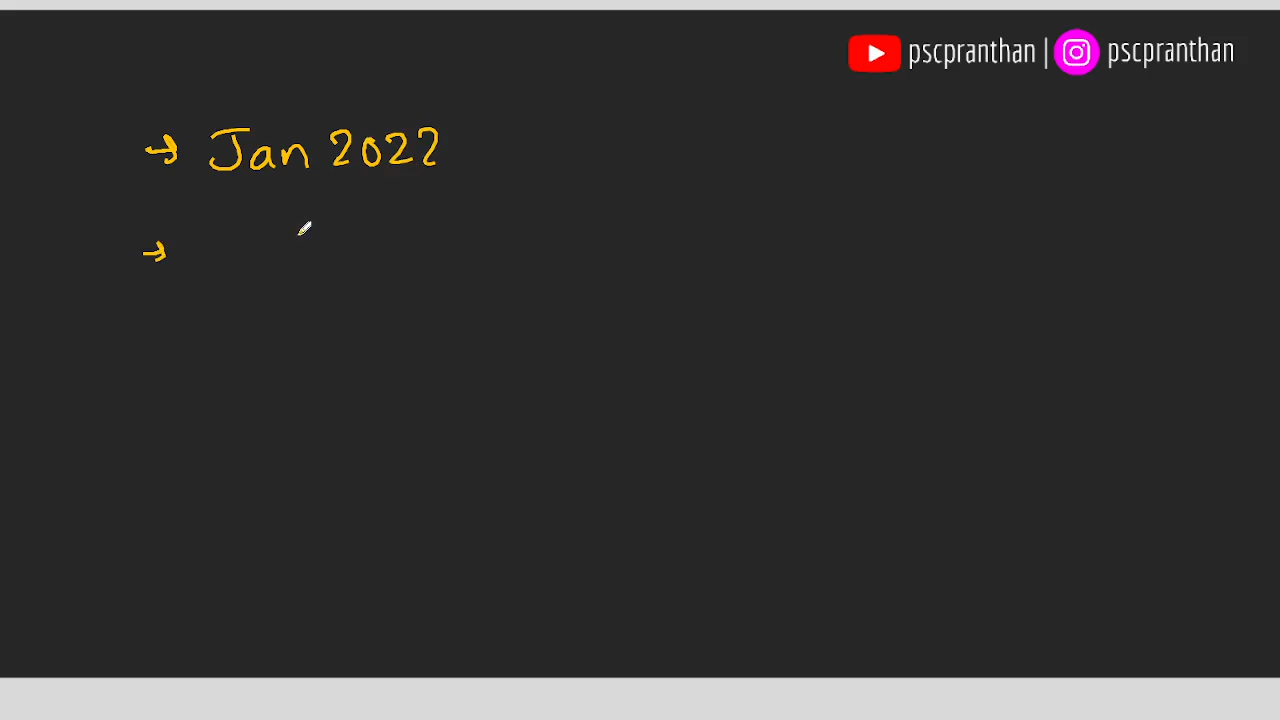 pscpranthan | pscpranthan
→ Jan 2022
→